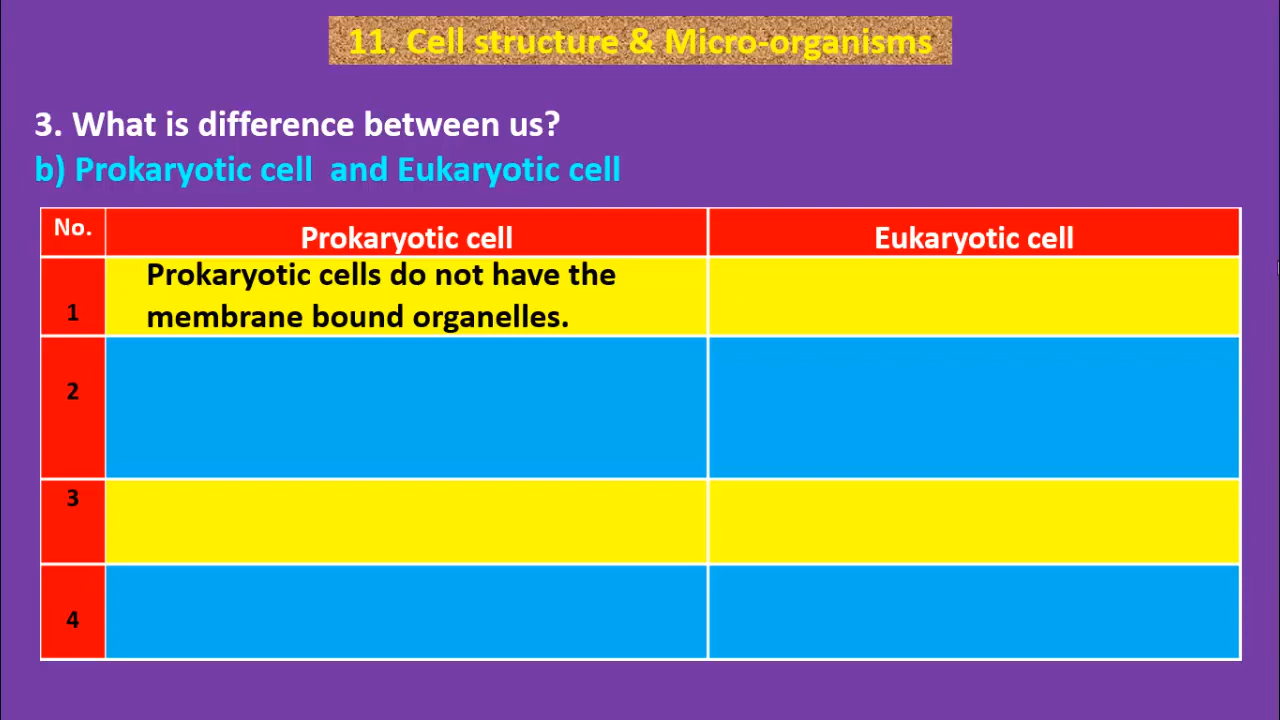 11. Cell structure & Micro-organisms
3. What is difference between us?
b) Prokaryotic cell and Eukaryotic cell
No. Prokaryotic cell Eukaryotic cell
Prokaryotic cells do not have the
1 membrane bound organelles.
2
3
4